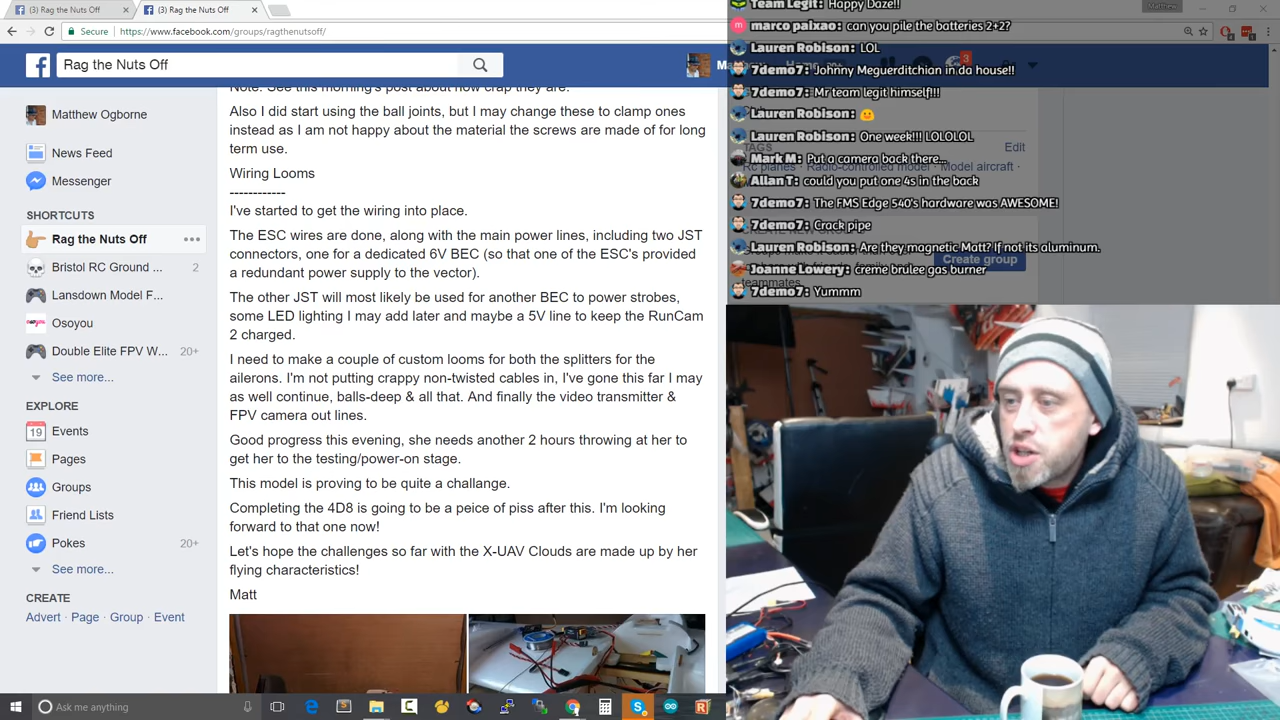 (3) Rag the Nuts Off
(3) Rag the Nuts Off
Matthew
Secure
https://www.facebook.com/groups/ragthenutsoff/
Rag the Nuts Off
Matthew Ogborne
News Feed
Messenger
SHORTCUTS
Rag the Nuts Off
Bristol RC Ground ...
2
Lansdown Model F...
Osoyou
Double Elite FPV W...
20+
See more...
EXPLORE
19
Events
Pages
Groups
Friend Lists
Pokes
20+
See more...
CREATE
Advert · Page · Group · Event
Also I did start using the ball joints, but I may change these to clamp ones
instead as I am not happy about the material the screws are made of for long
term use.
Wiring Looms
------------
I've started to get the wiring into place.
The ESC wires are done, along with the main power lines, including two JST
connectors, one for a dedicated 6V BEC (so that one of the ESC's provided
a redundant power supply to the vector).
The other JST will most likely be used for another BEC to power strobes,
some LED lighting I may add later and maybe a 5V line to keep the RunCam
2 charged.
I need to make a couple of custom looms for both the splitters for the
ailerons. I'm not putting crappy non-twisted cables in, I've gone this far I may
as well continue, balls-deep & all that. And finally the video transmitter &
FPV camera out lines.
Good progress this evening, she needs another 2 hours throwing at her to
get her to the testing/power-on stage.
This model is proving to be quite a challange.
Completing the 4D8 is going to be a peice of piss after this. I'm looking
forward to that one now!
Let's hope the challenges so far with the X-UAV Clouds are made up by her
flying characteristics!
Matt
Team Legit: Happy Daze!!
m marco paixao: can you pile the batteries 2+2??
Lauren Robison: LOL
7demo7: Johnny Meguerditchian in da house!!
Mr team legit himself!!!
Lauren Robison: 🙂
Lauren Robison: One week!!! LOLOLOL
Mark M: Put a camera back there...
Allan T: could you put one 4s in the back
7demo7: The FMS Edge 540's hardware was AWESOME!
7demo7: Crack pipe
Lauren Robison: Are they magnetic Matt? If not its aluminum.
Joanne Lowery: creme brulee gas burner
7demo7: Yummm
3
TAGS
Edit
Rc planes · Radio-controlled model · Model aircraft ·
Create group
Ask me anything